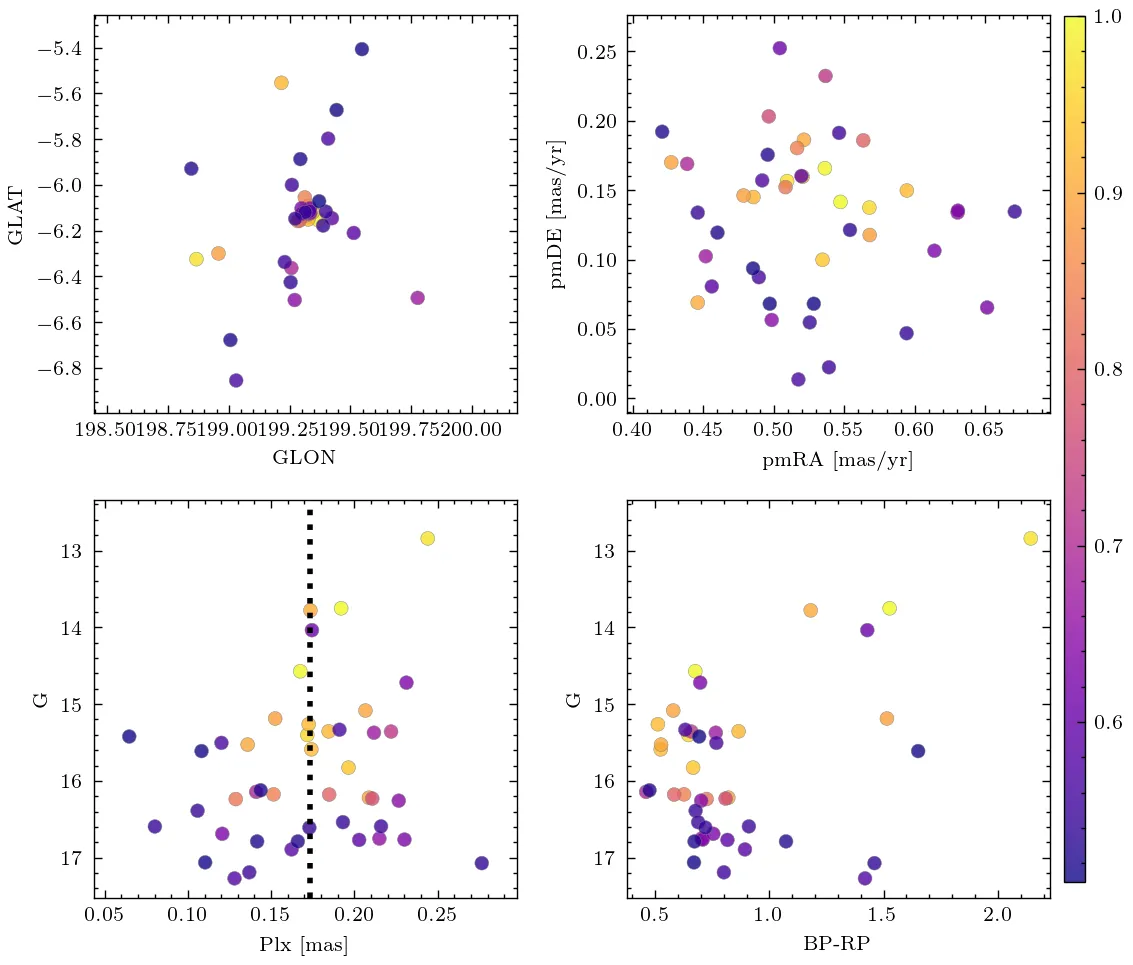 −5.4
−5.6
−5.8
−6.0
−6.2
−6.4
−6.6
−6.8
GLAT
198.50198.75199.00199.25199.50199.75200.00
GLON
0.25
0.20
0.15
0.10
0.05
0.00
pmDE [mas/yr]
0.40 0.45 0.50 0.55 0.60 0.65
pmRA [mas/yr]
1.0
0.9
0.8
0.7
0.6
13
14
15
16
17
G
0.05 0.10 0.15 0.20 0.25
Plx [mas]
13
14
15
16
17
G
0.5 1.0 1.5 2.0
BP-RP